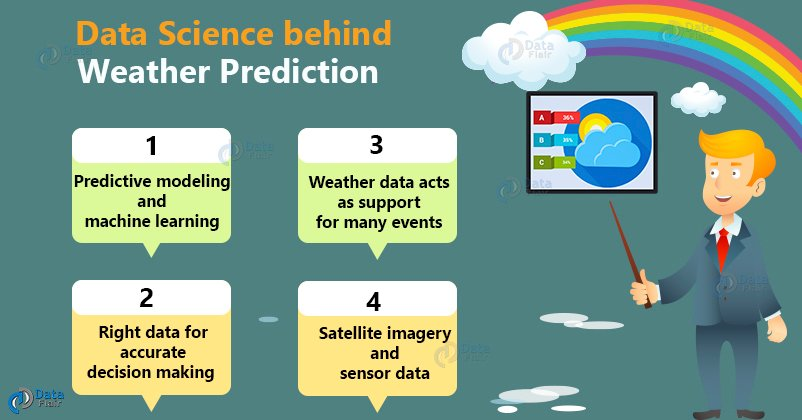 Data Science behind
Weather Prediction
1
Predictive modeling
and
machine learning
2
Right data for
accurate
decision making
3
Weather data acts
as support
for many events
4
Satellite imagery
and
sensor data
A 36%
B 35%
C 34%
Data
Flair